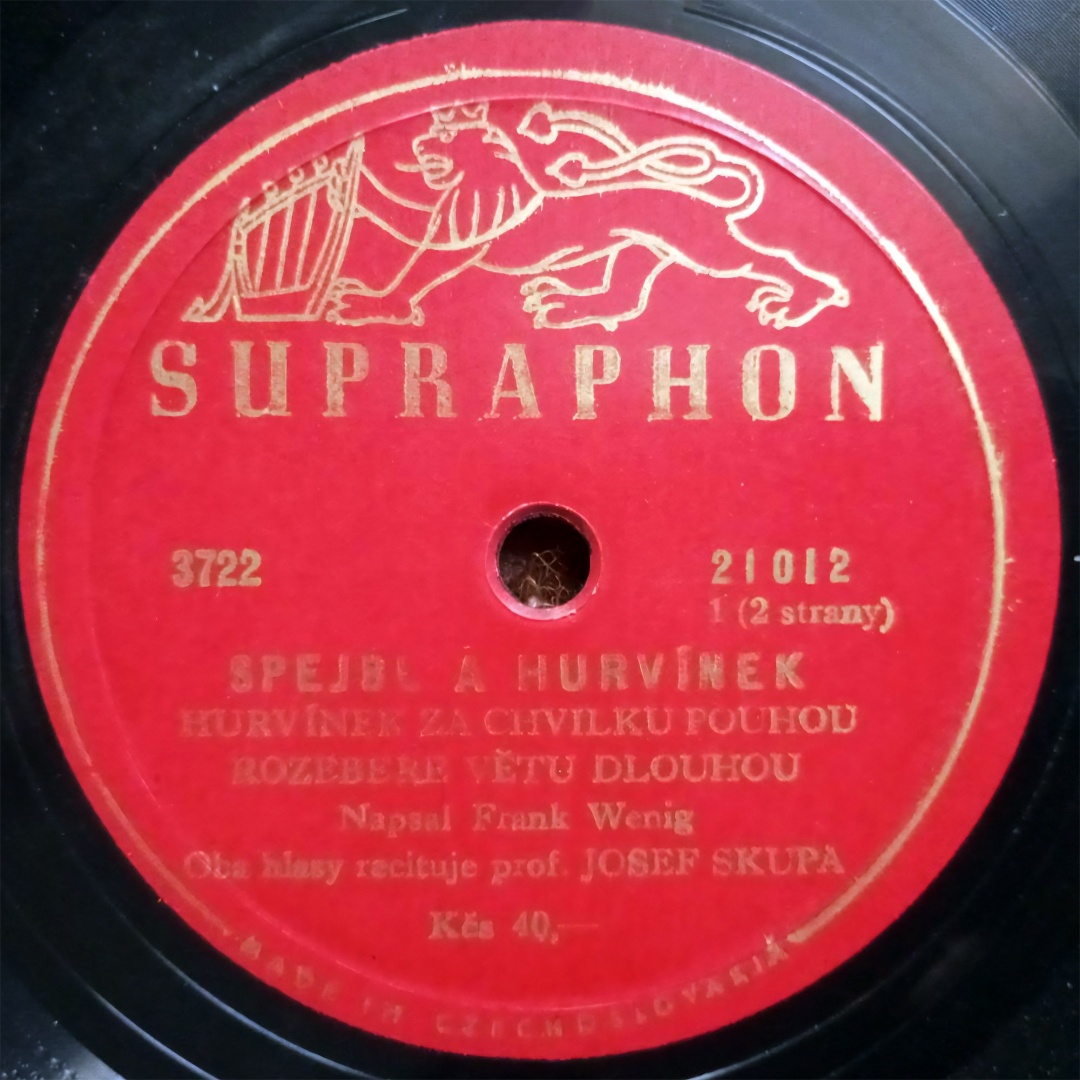 SUPRAPHON
3722
21012
1 (2 strany)
SPEJBL A HURVÍNEK
HURVÍNEK ZA CHVILKU POUHOU
ROZEBERE VĚTU DLOUHOU
Napsal Frank Wenig
Oba hlasy recituje prof. JOSEF SKUPA
Kčs 40,—
MADE IN CZECHOSLOVAKIA